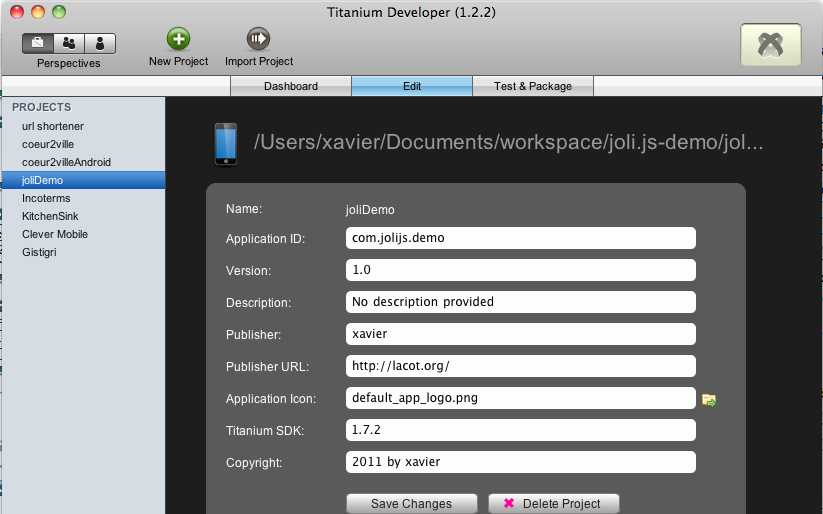 Titanium Developer (1.2.2)
Perspectives
New Project
Import Project
Dashboard
Edit
Test & Package
PROJECTS
url shortener
coeur2ville
coeur2villeAndroid
joliDemo
Incoterms
KitchenSink
Clever Mobile
Gistigri
/Users/xavier/Documents/workspace/joli.js-demo/jol...
Name: joliDemo
Application ID: com.jolijs.demo
Version: 1.0
Description: No description provided
Publisher: xavier
Publisher URL: http://lacot.org/
Application Icon: default_app_logo.png
Titanium SDK: 1.7.2
Copyright: 2011 by xavier
Save Changes
Delete Project